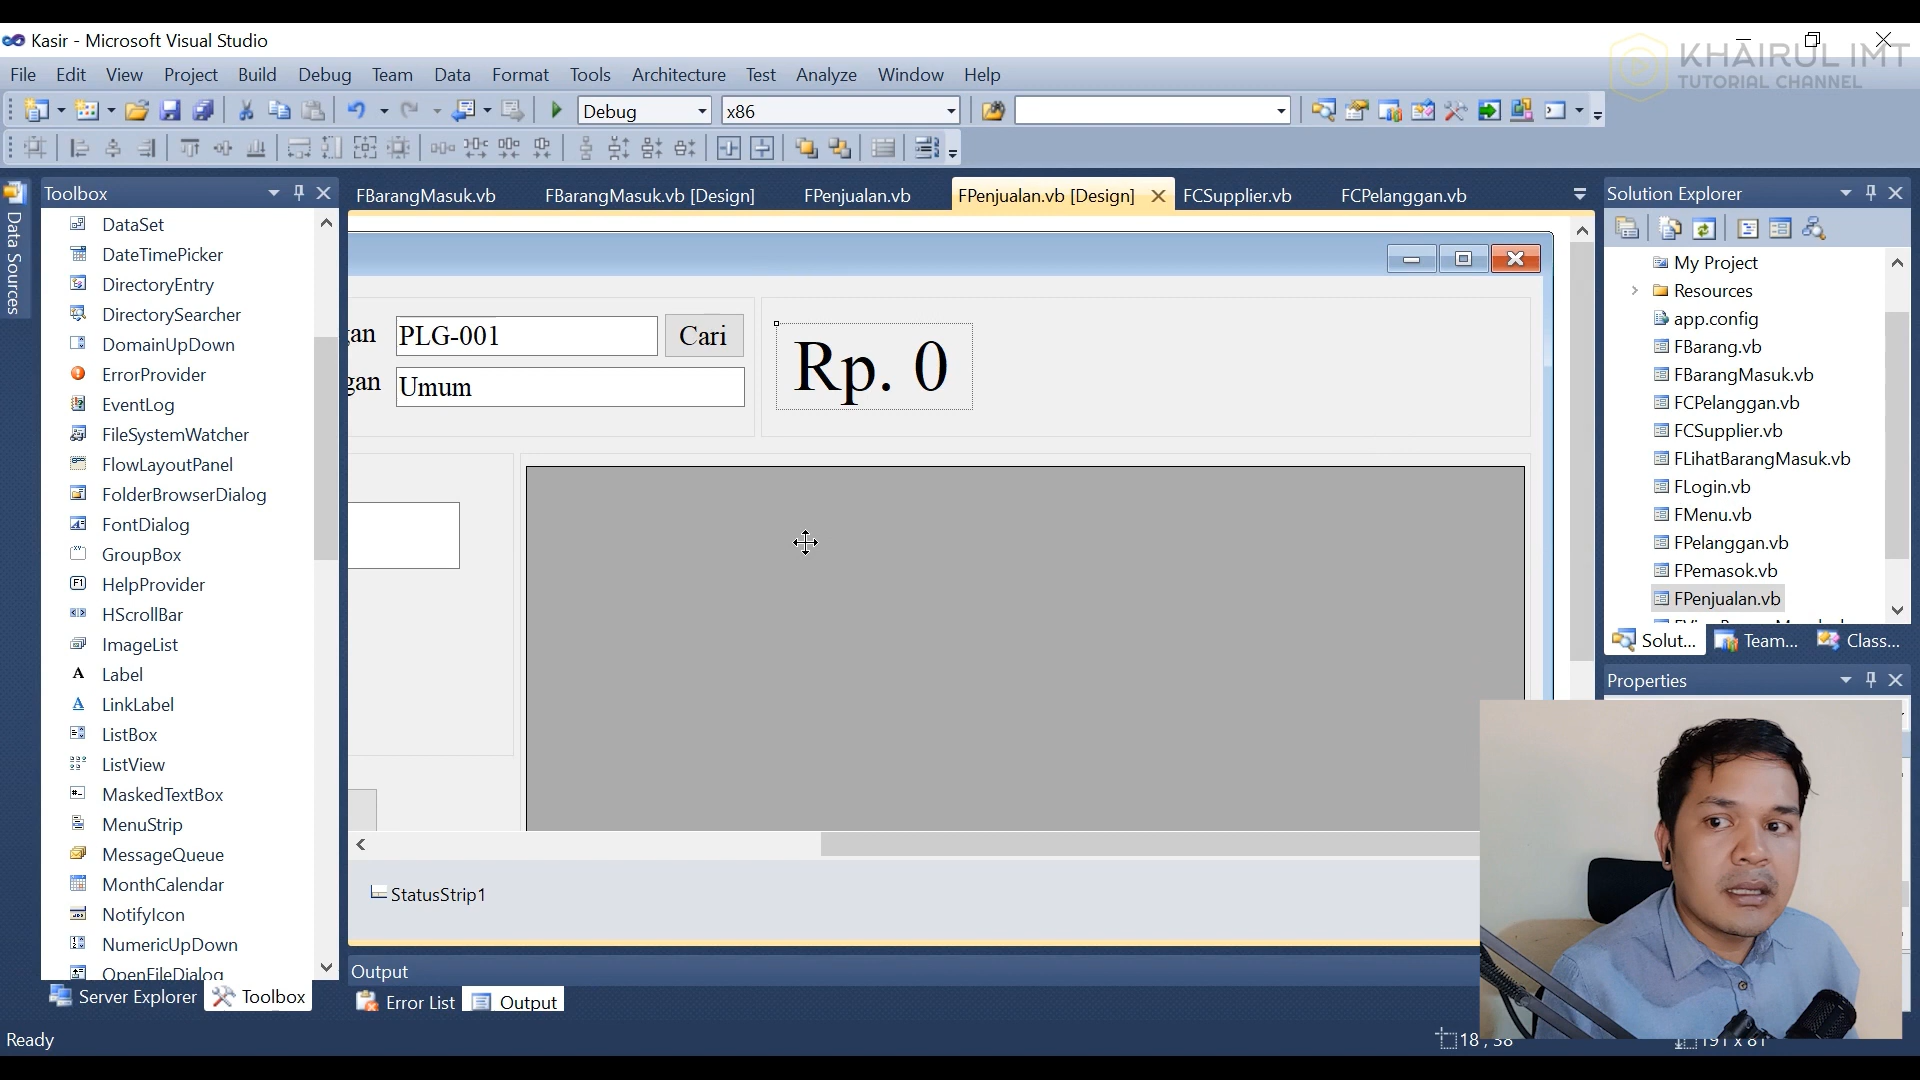 Kasir - Microsoft Visual Studio
KHAIRUL IMT
TUTORIAL CHANNEL
File Edit View Project Build Debug Team Data Format Tools Architecture Test Analyze Window Help
Debug x86
Data Sources
Toolbox
DataSet
DateTimePicker
DirectoryEntry
DirectorySearcher
DomainUpDown
ErrorProvider
EventLog
FileSystemWatcher
FlowLayoutPanel
FolderBrowserDialog
FontDialog
GroupBox
HelpProvider
HScrollBar
ImageList
Label
LinkLabel
ListBox
ListView
MaskedTextBox
MenuStrip
MessageQueue
MonthCalendar
NotifyIcon
NumericUpDown
OpenFileDialog
Server Explorer Toolbox
FBarangMasuk.vb FBarangMasuk.vb [Design] FPenjualan.vb FPenjualan.vb [Design] FCSupplier.vb FCPelanggan.vb
gan PLG-001 Cari
gan Umum
Rp. 0
StatusStrip1
Output
Error List Output
Solution Explorer
My Project
Resources
app.config
FBarang.vb
FBarangMasuk.vb
FCPelanggan.vb
FCSupplier.vb
FLihatBarangMasuk.vb
FLogin.vb
FMenu.vb
FPelanggan.vb
FPemasok.vb
FPenjualan.vb
Solut... Team... Class...
Properties
Ready 18 , 38 191 x 81